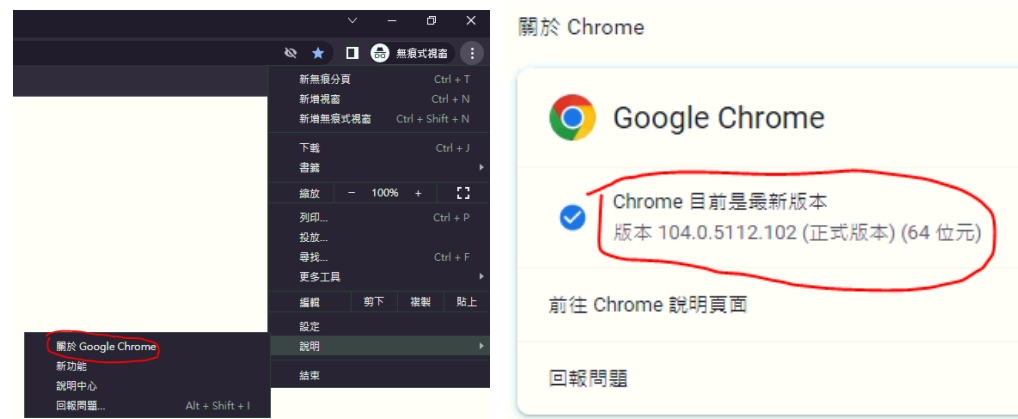 無痕式視窗
新無痕分頁 Ctrl + T
新增視窗 Ctrl + N
新增無痕式視窗 Ctrl + Shift + N
下載 Ctrl + J
書籤
縮放 − 100% +
列印... Ctrl + P
投放...
尋找... Ctrl + F
更多工具
編輯 剪下 複製 貼上
設定
說明
結束
關於 Google Chrome
新功能
說明中心
回報問題... Alt + Shift + I
關於 Chrome
Google Chrome
Chrome 目前是最新版本
版本 104.0.5112.102 (正式版本) (64 位元)
前往 Chrome 說明頁面
回報問題